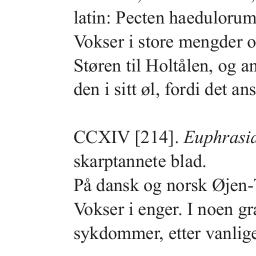 latin: Pecten haedulorum
Vokser i store mengder o
Støren til Holtålen, og an
den i sitt øl, fordi det ans
CCXIV [214]. Euphrasia
skarptannete blad.
På dansk og norsk Øjen-T
Vokser i enger. I noen gra
sykdommer, etter vanlige